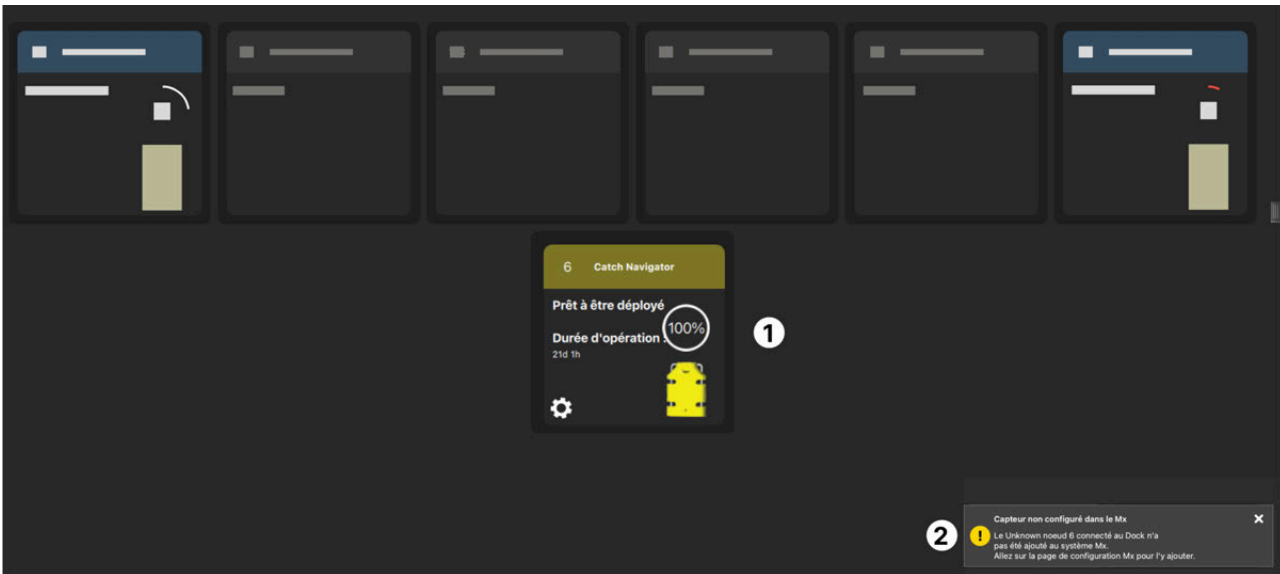 6 Catch Navigator
Prêt à être déployé
100%
Durée d'opération :
21d 1h
1
2
!
Capteur non configuré dans le Mx
Le Unknown noeud 6 connecté au Dock n'a
pas été ajouté au système Mx.
Allez sur la page de configuration Mx pour l'y ajouter.